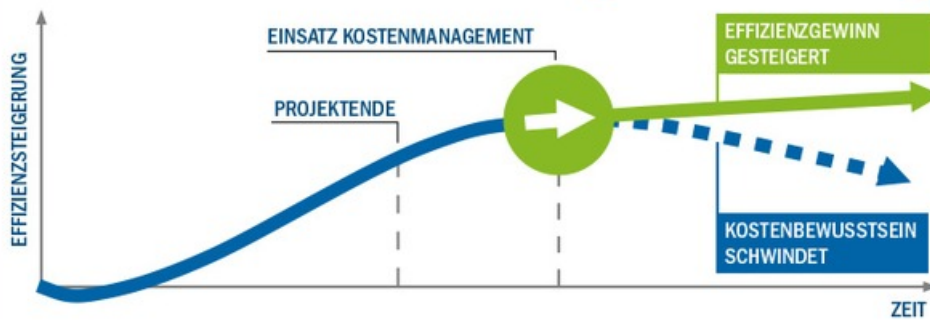 EINSATZ KOSTENMANAGEMENT
EFFIZIENZGEWINN
GESTEIGERT
PROJEKTENDE
EFFIZIENZSTEIGERUNG
KOSTENBEWUSSTSEIN
SCHWINDET
ZEIT